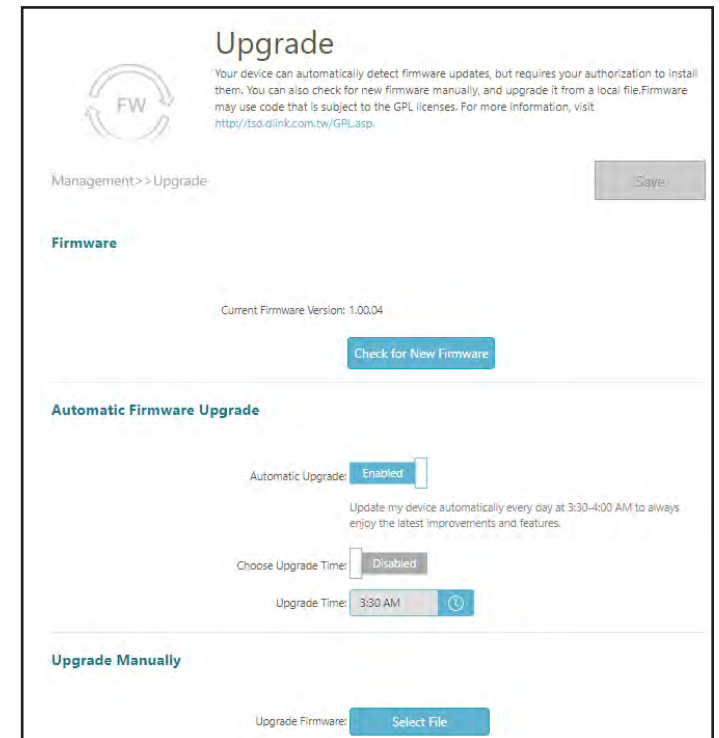 Upgrade
Your device can automatically detect firmware updates, but requires your authorization to install
them. You can also check for new firmware manually, and upgrade it from a local file.Firmware
may use code that is subject to the GPL licenses. For more information, visit
http://tsd.dlink.com.tw/GPL.asp.
FW
Management>>Upgrade
Save
Firmware
Current Firmware Version: 1.00.04
Check for New Firmware
Automatic Firmware Upgrade
Automatic Upgrade: Enabled
Update my device automatically every day at 3:30-4:00 AM to always
enjoy the latest improvements and features.
Choose Upgrade Time: Disabled
Upgrade Time: 3:30 AM
Upgrade Manually
Upgrade Firmware: Select File